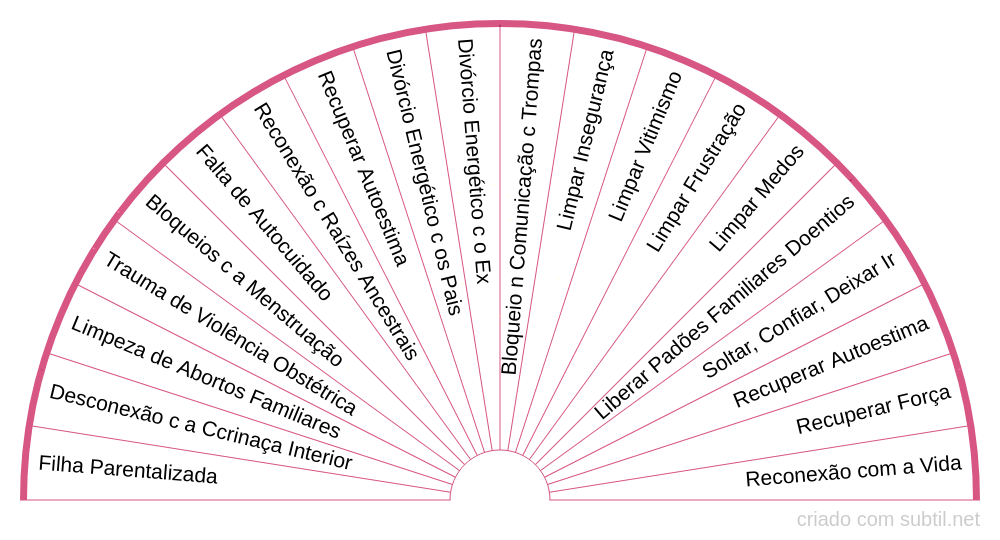 Filha Parentalizada
Desconexão c a Ccrinaça Interior
Limpeza de Abortos Familiares
Trauma de Violência Obstétrica
Bloqueios c a Menstruação
Falta de Autocuidado
Reconexão c Raízes Ancestrais
Recuperar Autoestima
Divórcio Energético c os Pais
Divórcio Energético c o Ex
Bloqueio n Comunicação c Trompas
Limpar Insegurança
Limpar Vitimismo
Limpar Frustração
Limpar Medos
Liberar Padões Familiares Doentios
Soltar, Confiar, Deixar Ir
Recuperar Autoestima
Recuperar Força
Reconexão com a Vida
criado com subtil.net